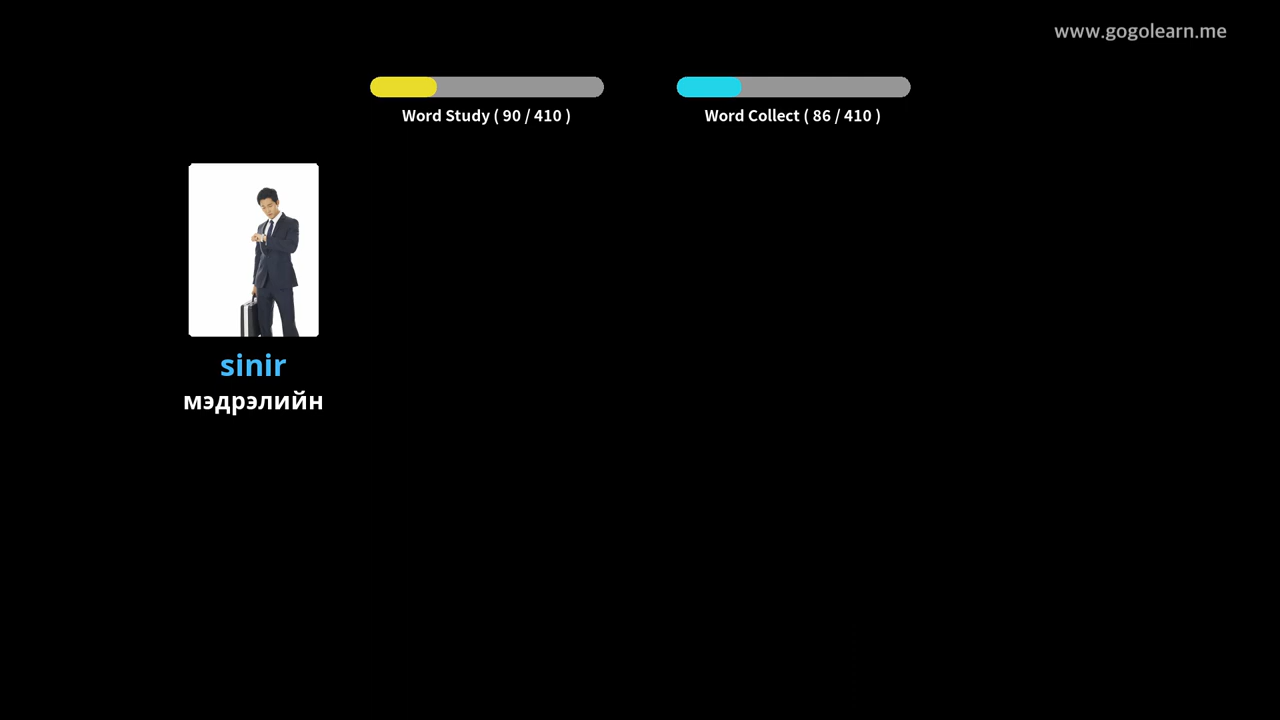 www.gogolearn.me
Word Study ( 90 / 410 )
Word Collect ( 86 / 410 )
sinir
мэдрэлийн